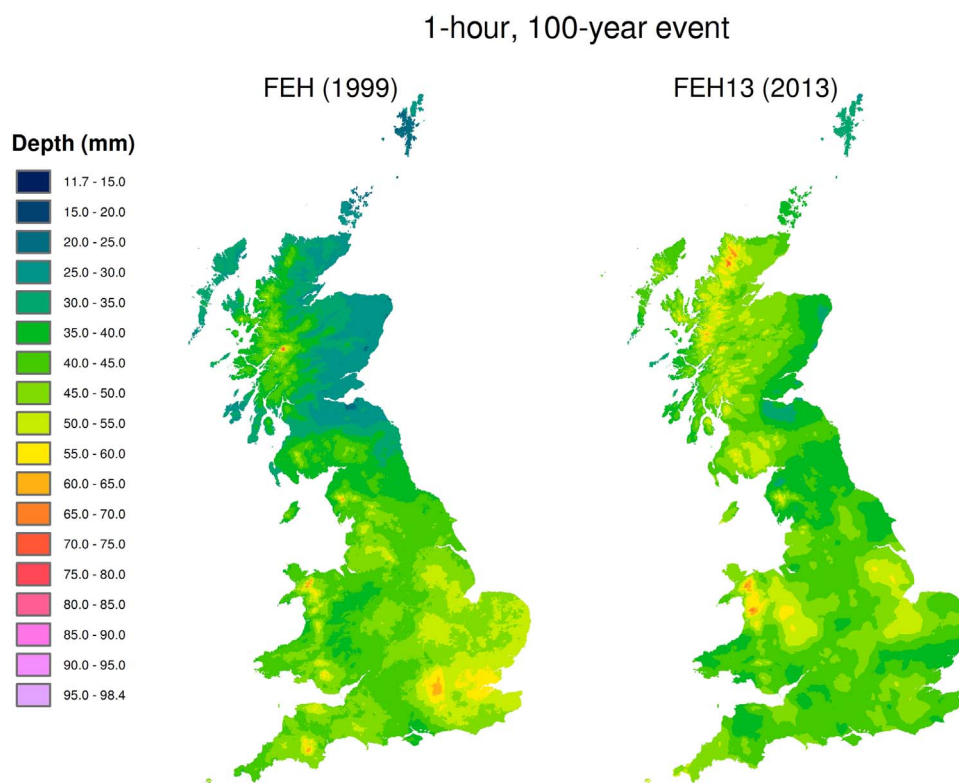 1-hour, 100-year event
FEH (1999)
FEH13 (2013)
Depth (mm)
11.7 - 15.0
15.0 - 20.0
20.0 - 25.0
25.0 - 30.0
30.0 - 35.0
35.0 - 40.0
40.0 - 45.0
45.0 - 50.0
50.0 - 55.0
55.0 - 60.0
60.0 - 65.0
65.0 - 70.0
70.0 - 75.0
75.0 - 80.0
80.0 - 85.0
85.0 - 90.0
90.0 - 95.0
95.0 - 98.4